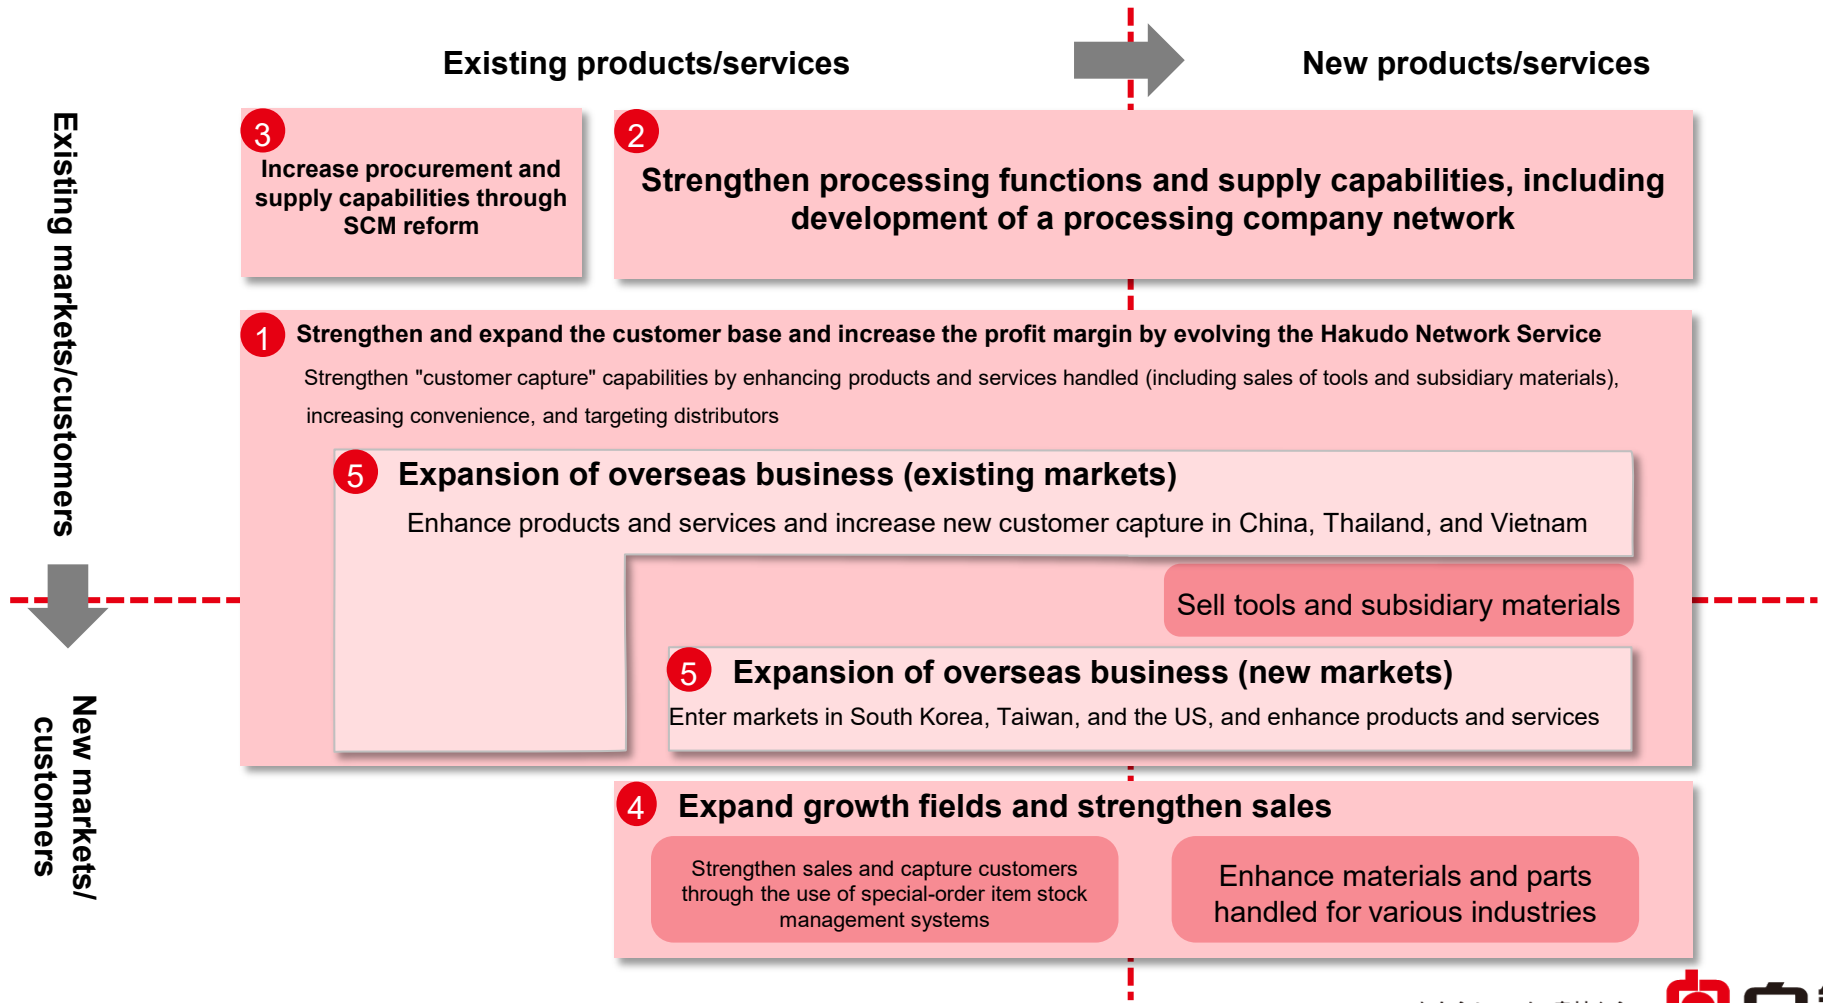 Existing products/services
New products/services
Existing markets/customers
3
Increase procurement and
supply capabilities through
SCM reform
2
Strengthen processing functions and supply capabilities, including
development of a processing company network
1
Strengthen and expand the customer base and increase the profit margin by evolving the Hakudo Network Service
Strengthen "customer capture" capabilities by enhancing products and services handled (including sales of tools and subsidiary materials),
increasing convenience, and targeting distributors
5
Expansion of overseas business (existing markets)
Enhance products and services and increase new customer capture in China, Thailand, and Vietnam
Sell tools and subsidiary materials
5
Expansion of overseas business (new markets)
Enter markets in South Korea, Taiwan, and the US, and enhance products and services
New markets/
customers
4
Expand growth fields and strengthen sales
Strengthen sales and capture customers
through the use of special-order item stock
management systems
Enhance materials and parts
handled for various industries